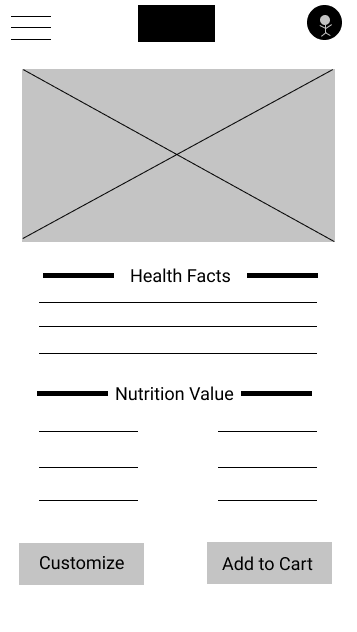 Health Facts
Nutrition Value
Customize
Add to Cart